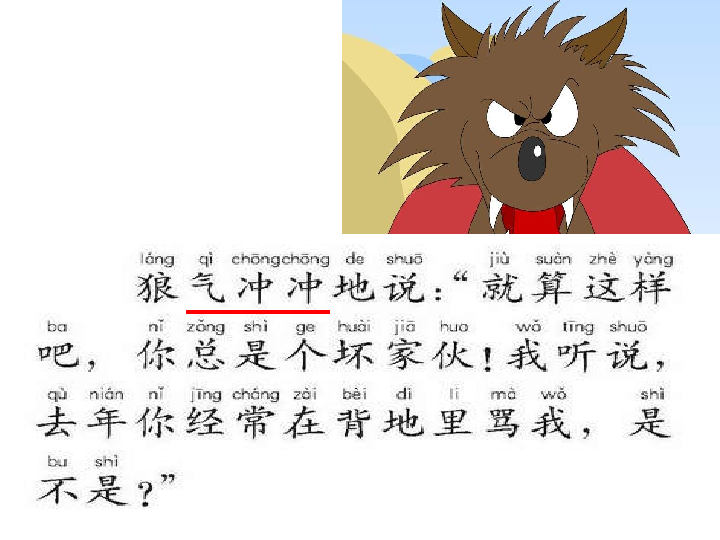 láng qì chōngchōng de shuō jiù suàn zhè yàng
狼气冲冲地说：“就算这样
ba nǐ zǒng shì ge huài jiā huo wǒ tīng shuō
吧，你总是个坏家伙！我听说，
qù nián nǐ jīng cháng zài bèi dì li mà wǒ shì
去年你经常在背地里骂我，是
bu shì
不是？”